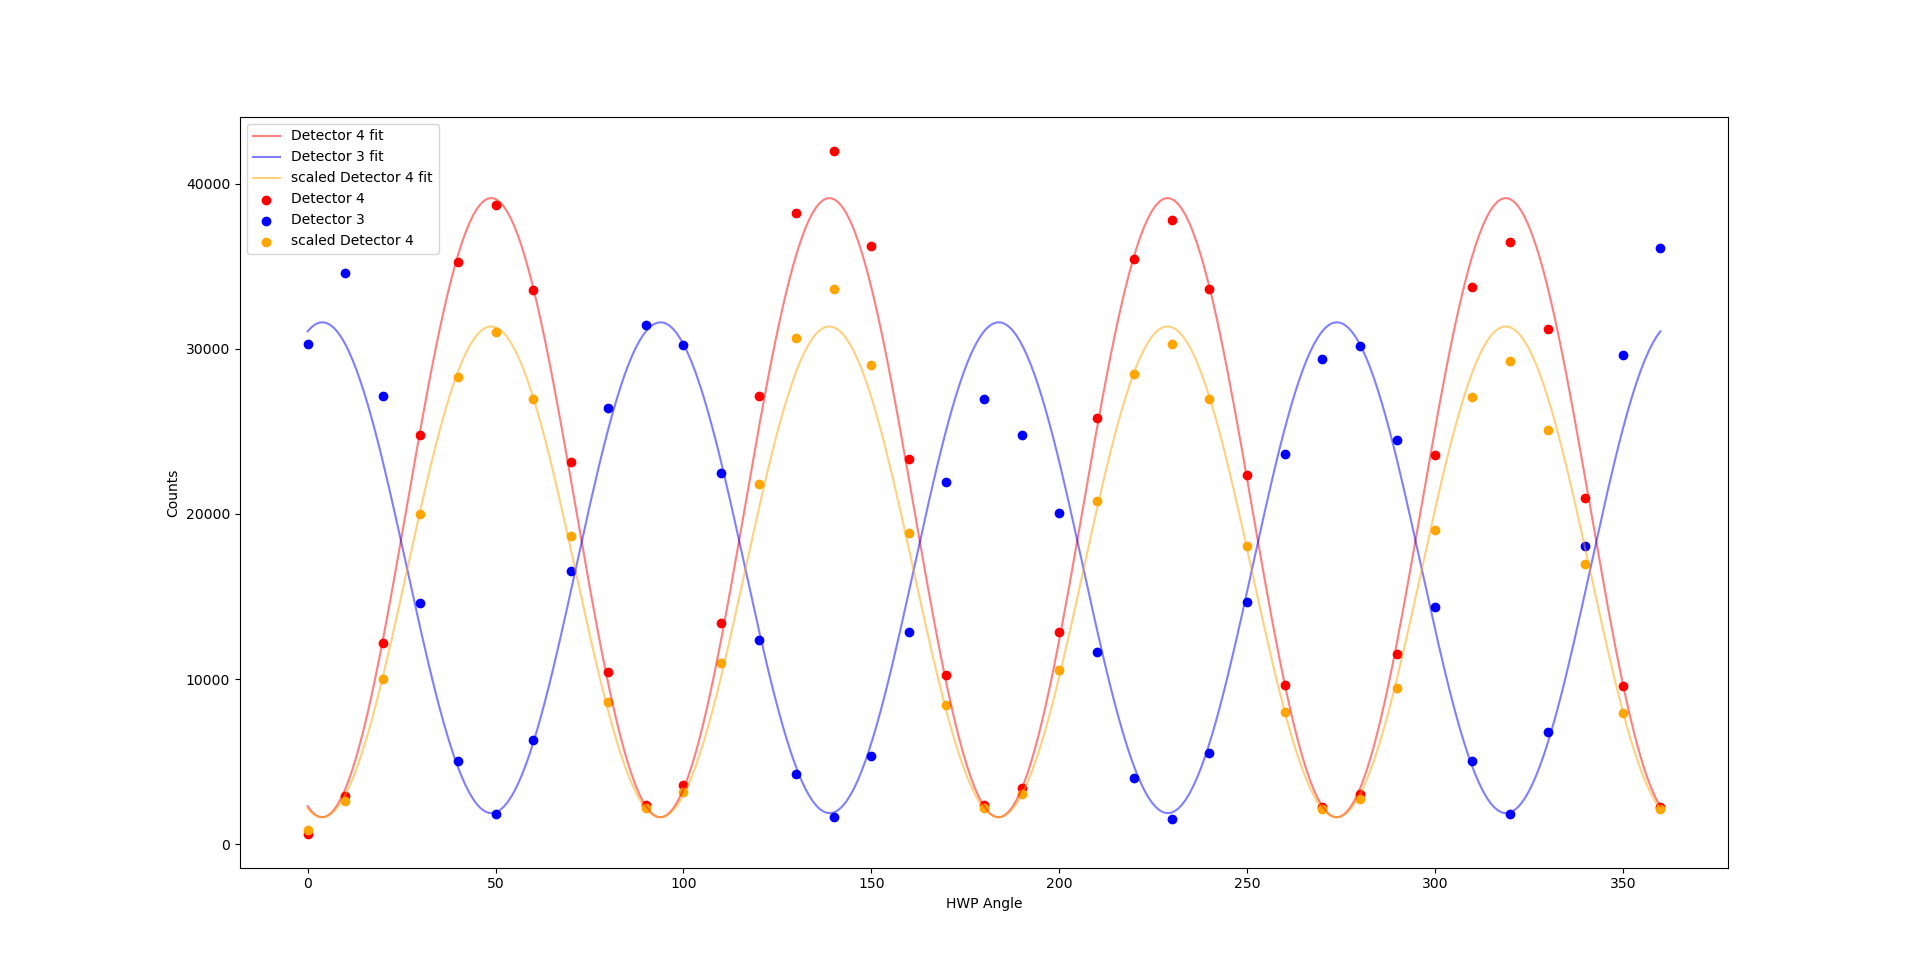 Detector 4 fit
Detector 3 fit
scaled Detector 4 fit
Detector 4
Detector 3
scaled Detector 4
40000
30000
20000
10000
0
Counts
0 50 100 150 200 250 300 350
HWP Angle